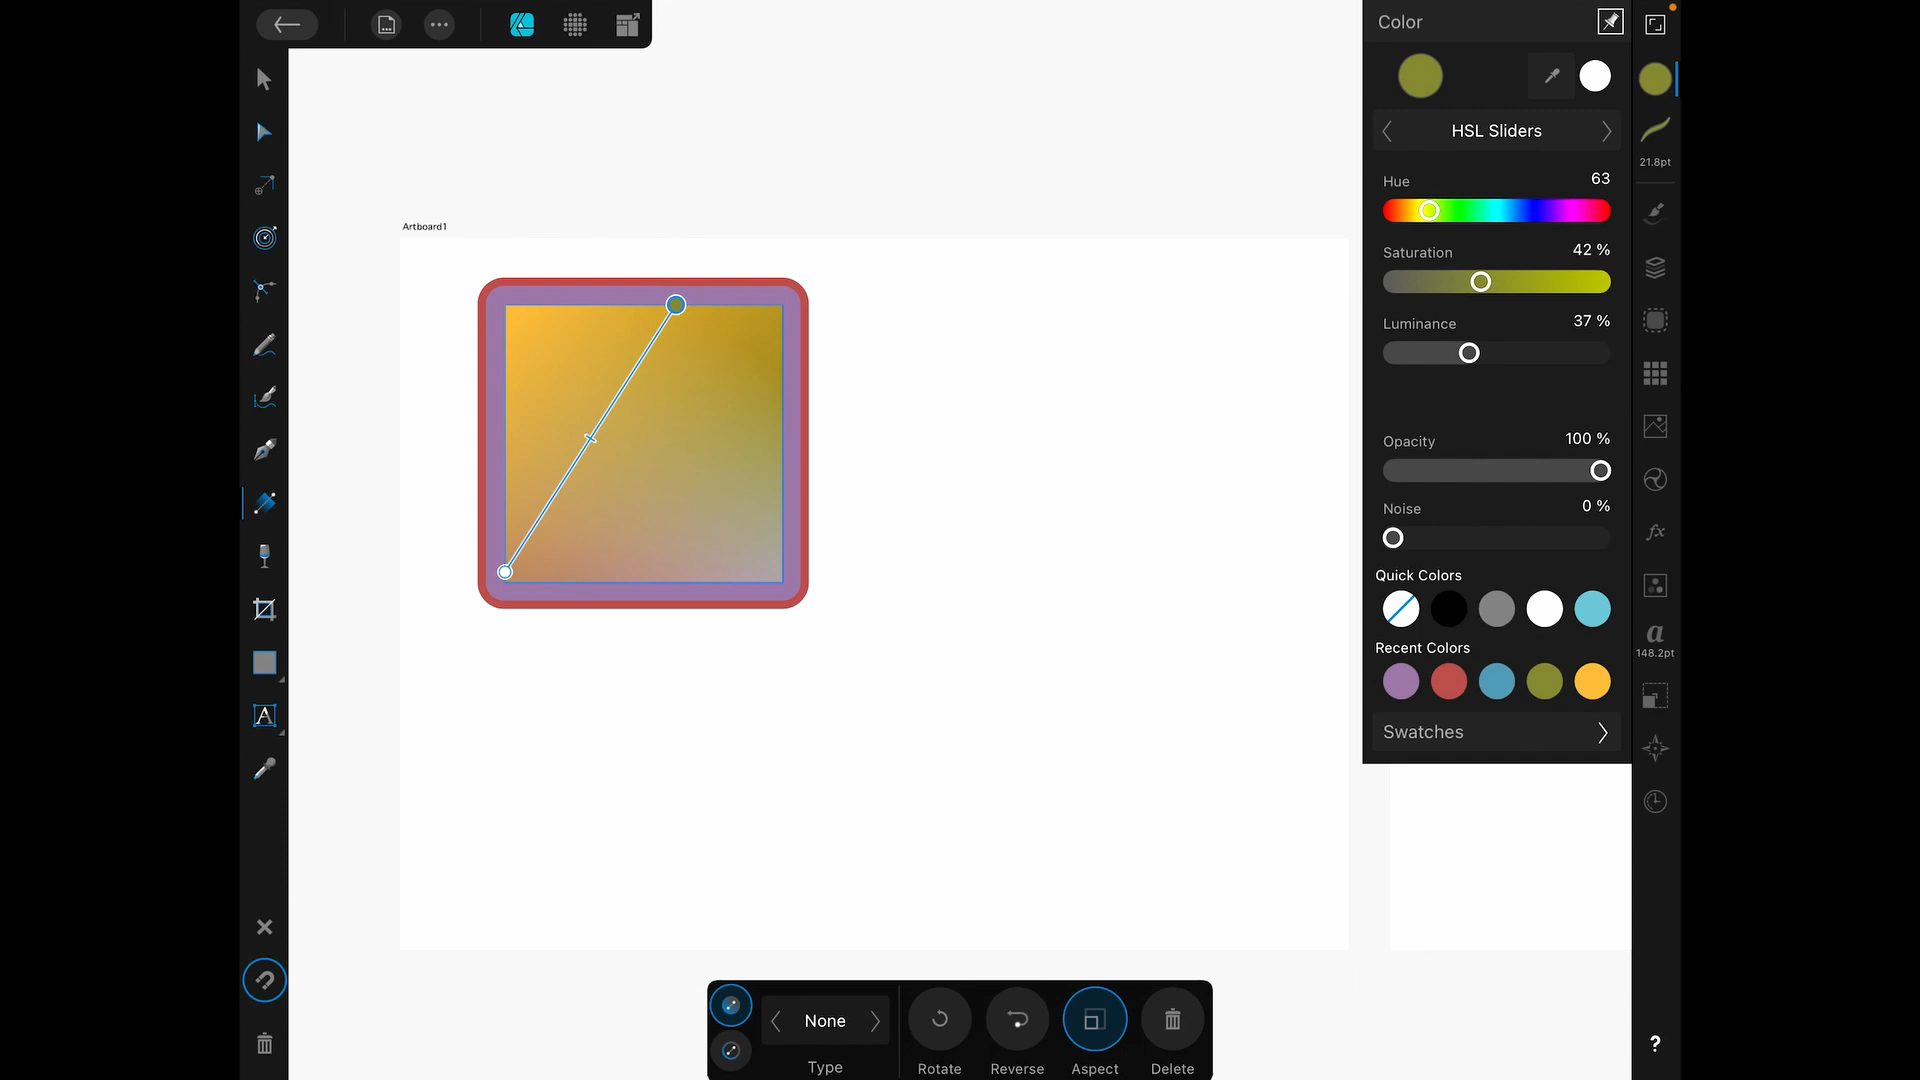 Color
HSL Sliders
21.8pt
Hue 63
Artboard1
Saturation 42 %
Luminance 37 %
Opacity 100 %
Noise 0 %
fx
Quick Colors
a
148.2pt
Recent Colors
A
Swatches
None
Type
Rotate
Reverse
Aspect
Delete
?